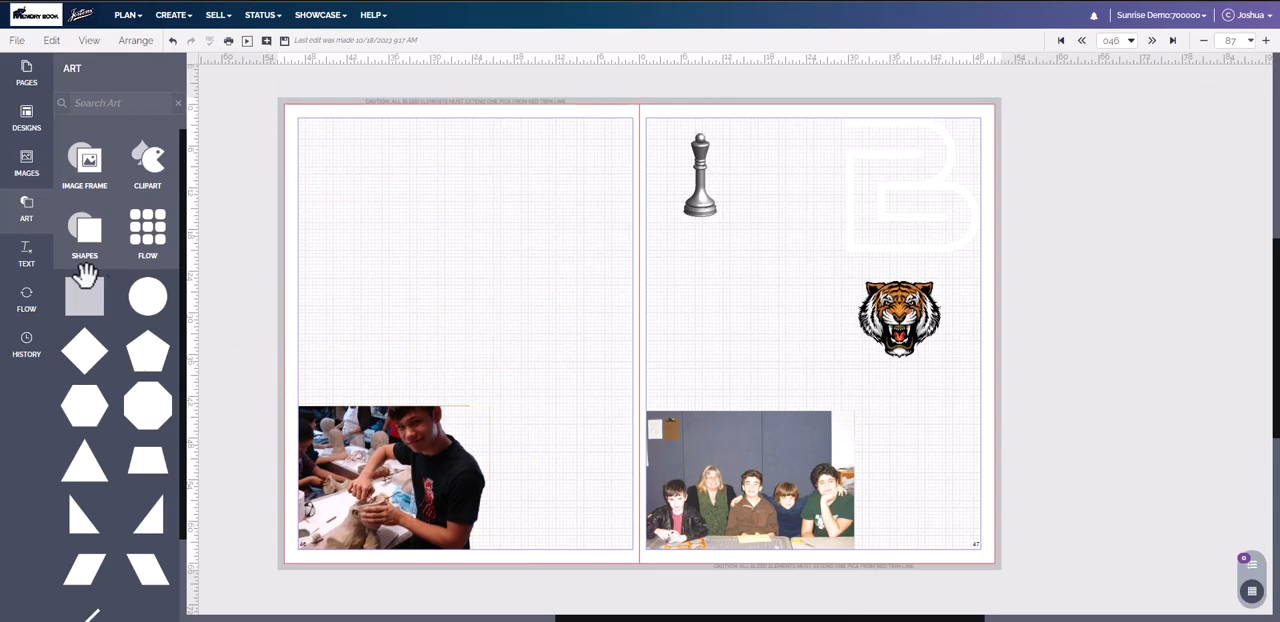 MEMORY BOOK Jostens PLAN CREATE SELL STATUS SHOWCASE HELP Sunrise Demo:700000 C Joshua
File Edit View Arrange ABC Last edit was made 10/18/2023 9:17 AM 046 87
PAGES
DESIGNS
IMAGES
ART
TEXT
FLOW
HISTORY
ART
Search Art
IMAGE FRAME CLIPART
SHAPES FLOW
CAUTION: ALL BLEED ELEMENTS MUST EXTEND ONE PICA FROM RED TRIM LINE
B
46
47
CAUTION: ALL BLEED ELEMENTS MUST EXTEND ONE PICA FROM RED TRIM LINE
0